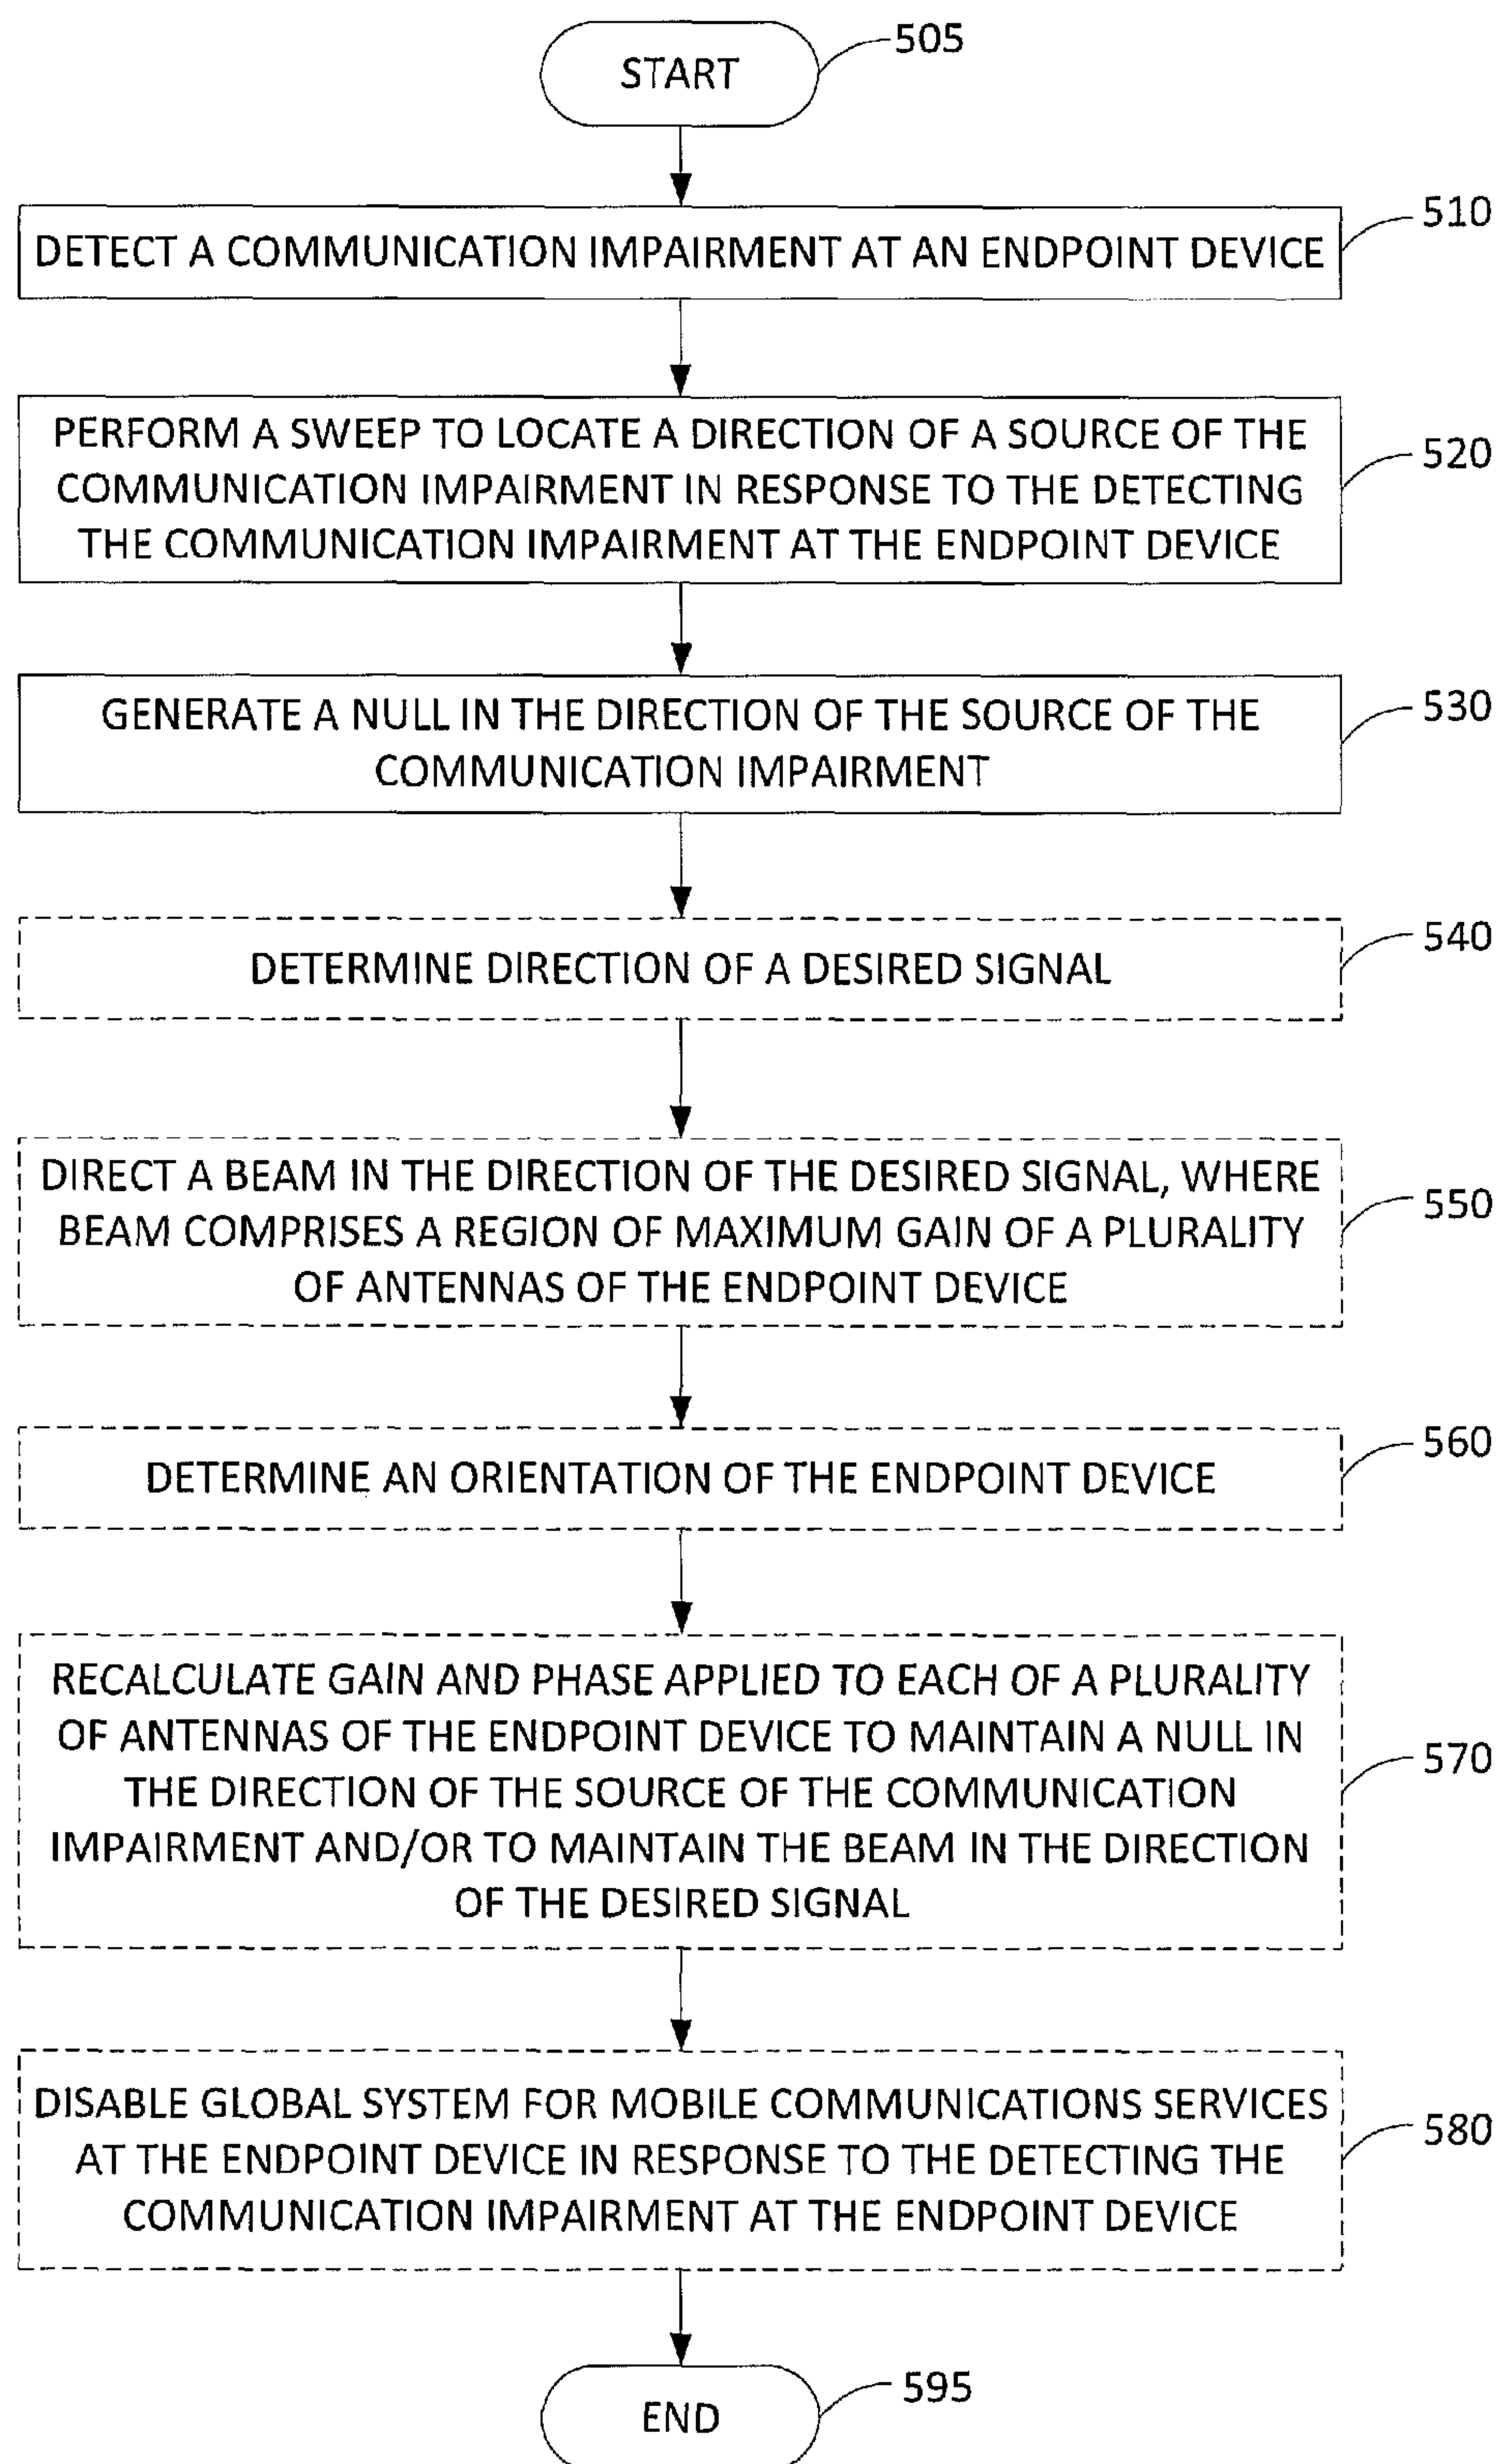 START
505
DETECT A COMMUNICATION IMPAIRMENT AT AN ENDPOINT DEVICE
510
PERFORM A SWEEP TO LOCATE A DIRECTION OF A SOURCE OF THE
COMMUNICATION IMPAIRMENT IN RESPONSE TO THE DETECTING
THE COMMUNICATION IMPAIRMENT AT THE ENDPOINT DEVICE
520
GENERATE A NULL IN THE DIRECTION OF THE SOURCE OF THE
COMMUNICATION IMPAIRMENT
530
DETERMINE DIRECTION OF A DESIRED SIGNAL
540
DIRECT A BEAM IN THE DIRECTION OF THE DESIRED SIGNAL, WHERE
BEAM COMPRISES A REGION OF MAXIMUM GAIN OF A PLURALITY
OF ANTENNAS OF THE ENDPOINT DEVICE
550
DETERMINE AN ORIENTATION OF THE ENDPOINT DEVICE
560
RECALCULATE GAIN AND PHASE APPLIED TO EACH OF A PLURALITY
OF ANTENNAS OF THE ENDPOINT DEVICE TO MAINTAIN A NULL IN
THE DIRECTION OF THE SOURCE OF THE COMMUNICATION
IMPAIRMENT AND/OR TO MAINTAIN THE BEAM IN THE DIRECTION
OF THE DESIRED SIGNAL
570
DISABLE GLOBAL SYSTEM FOR MOBILE COMMUNICATIONS SERVICES
AT THE ENDPOINT DEVICE IN RESPONSE TO THE DETECTING THE
COMMUNICATION IMPAIRMENT AT THE ENDPOINT DEVICE
580
END
595